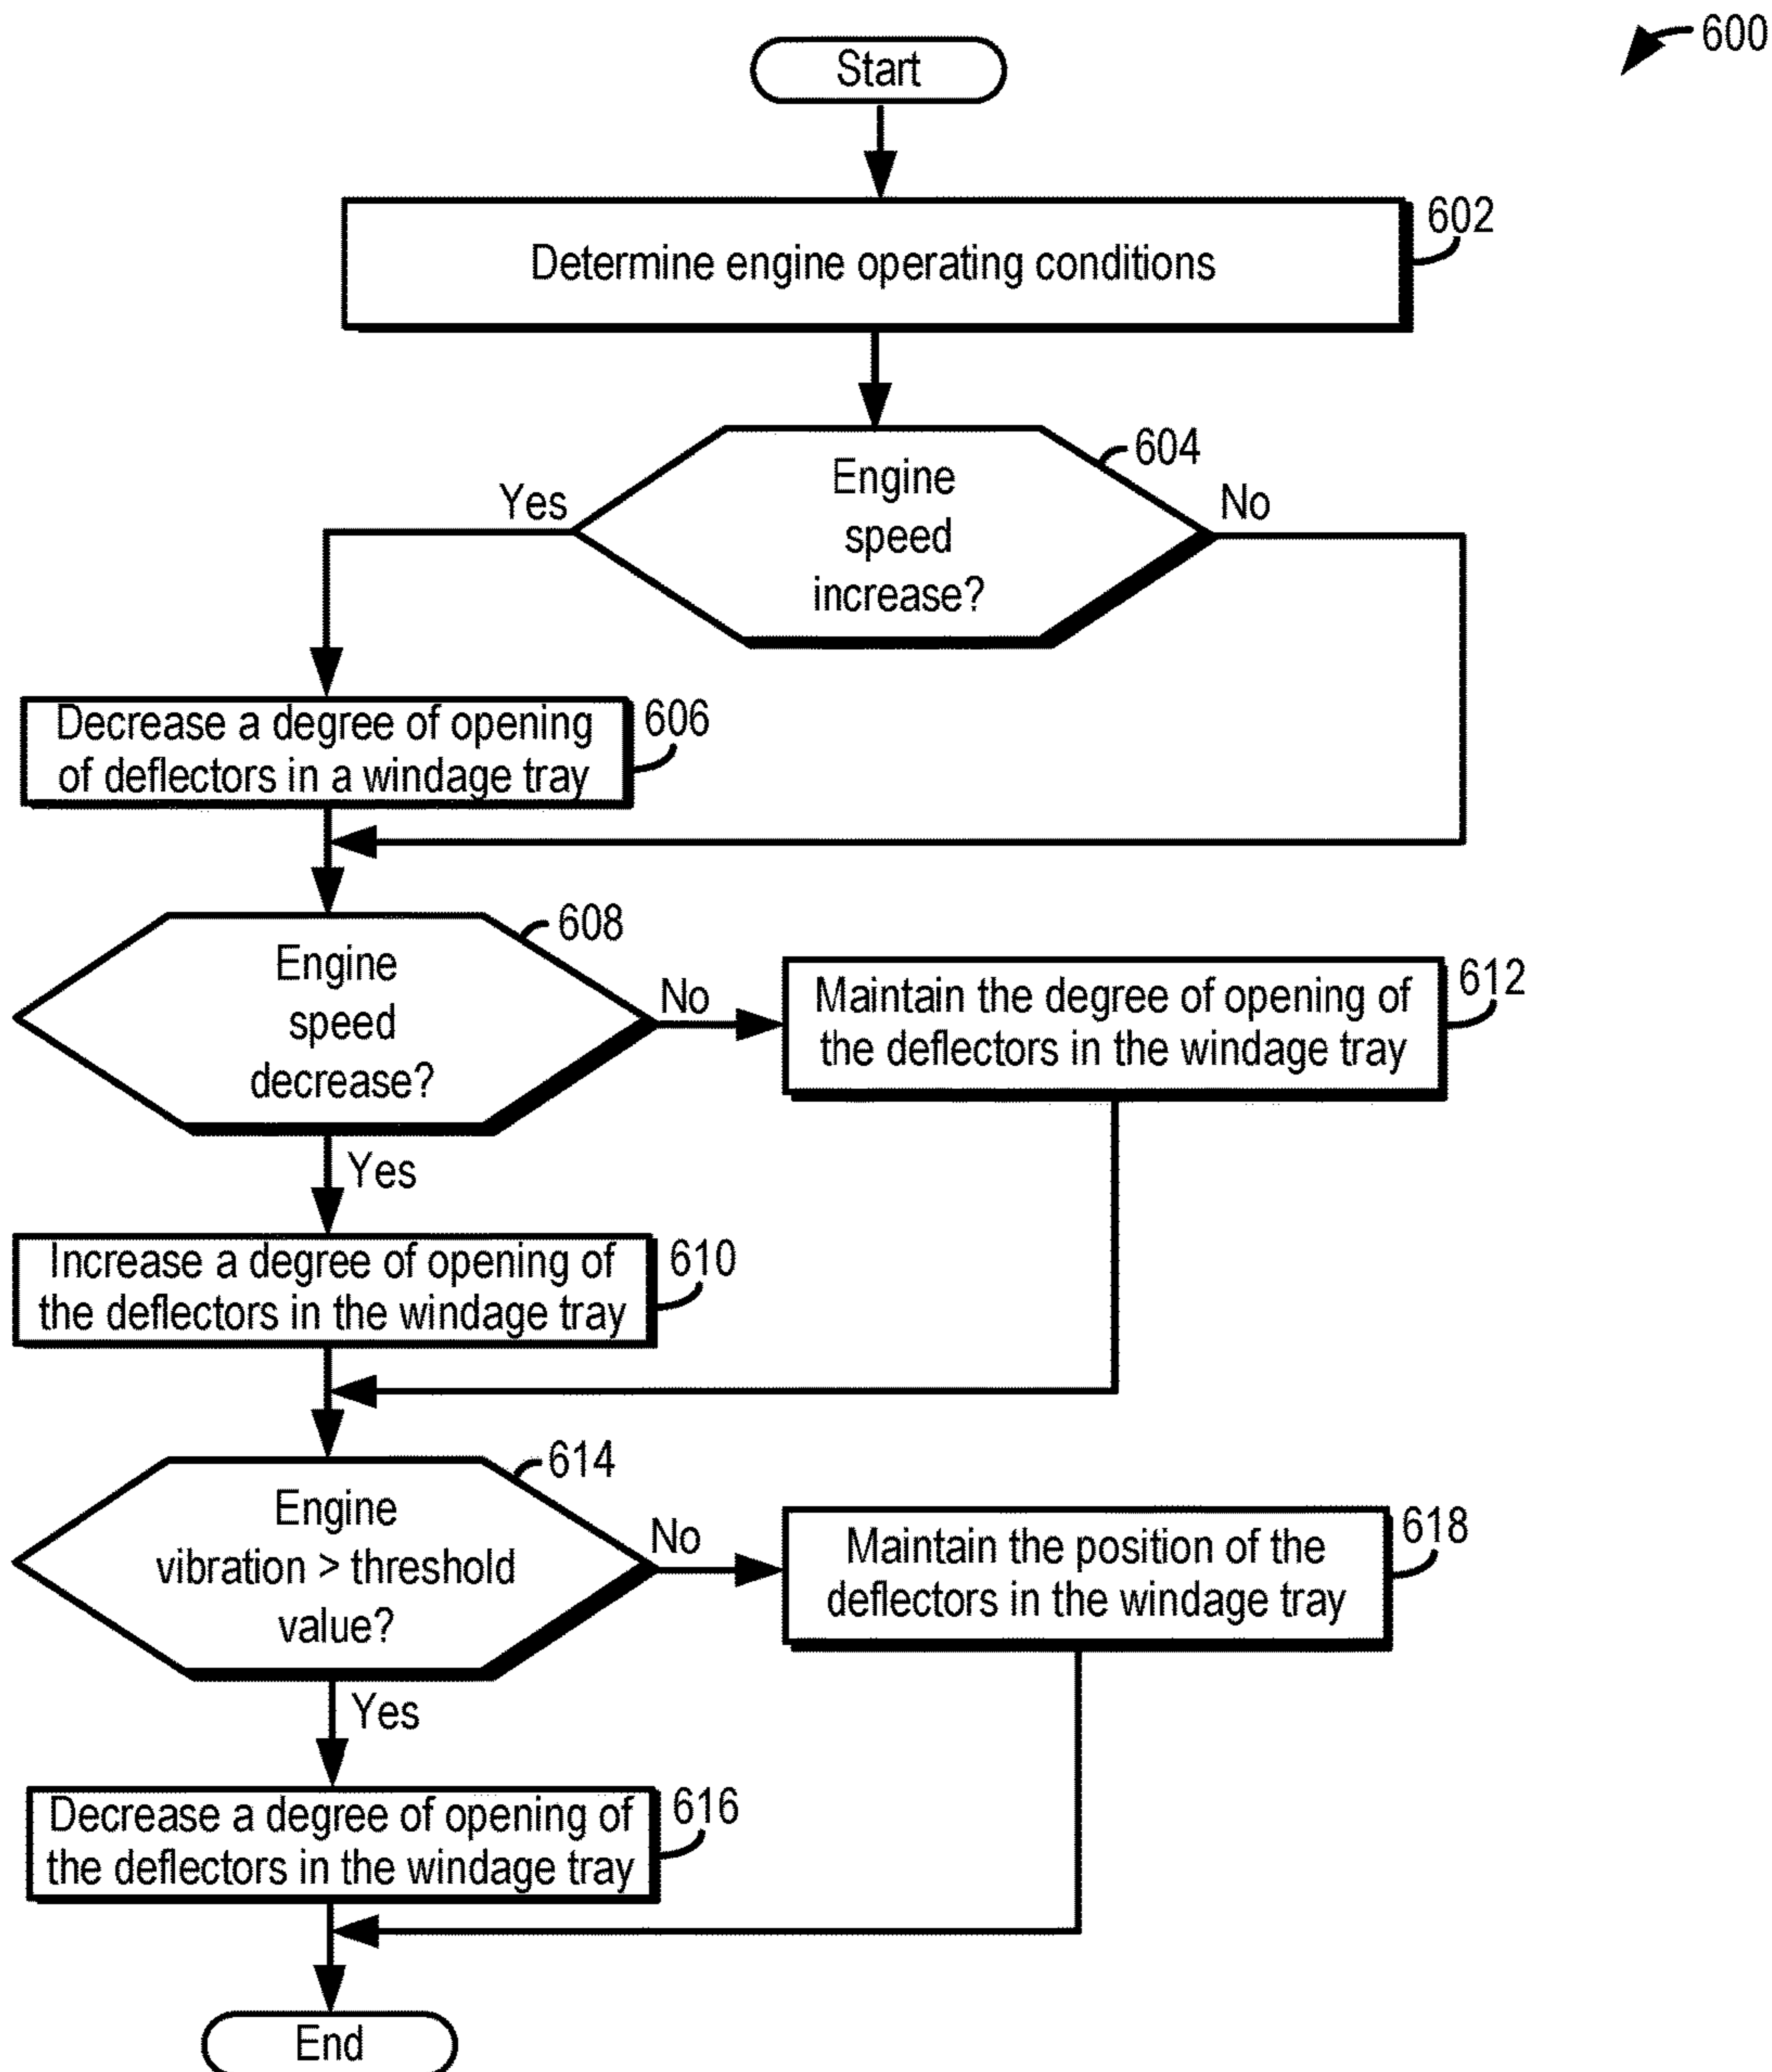 600
Start
Determine engine operating conditions
602
604
Engine
speed
increase?
Yes
No
Decrease a degree of opening
of deflectors in a windage tray
606
608
Engine
speed
decrease?
No
Maintain the degree of opening of
the deflectors in the windage tray
612
Yes
Increase a degree of opening of
the deflectors in the windage tray
610
614
Engine
vibration > threshold
value?
No
Maintain the position of the
deflectors in the windage tray
618
Yes
Decrease a degree of opening of
the deflectors in the windage tray
616
End